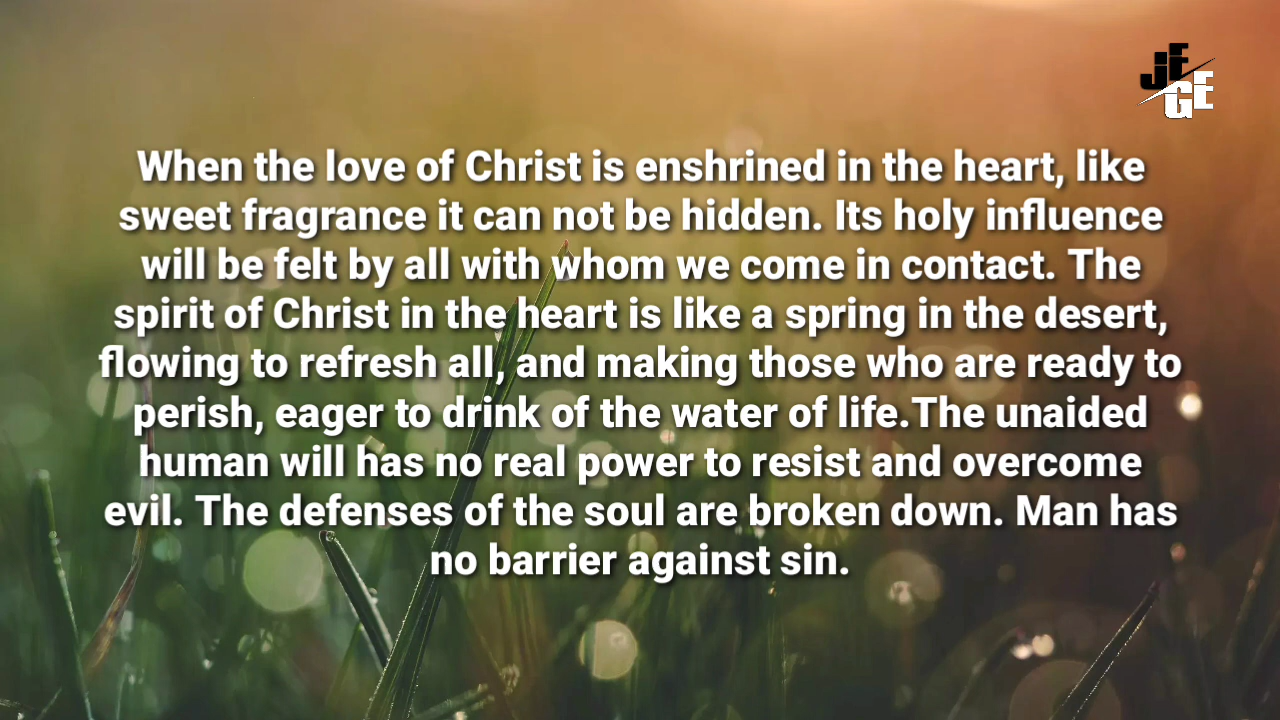 JF
GF
When the love of Christ is enshrined in the heart, like
sweet fragrance it can not be hidden. Its holy influence
will be felt by all with whom we come in contact. The
spirit of Christ in the heart is like a spring in the desert,
flowing to refresh all, and making those who are ready to
perish, eager to drink of the water of life.The unaided
human will has no real power to resist and overcome
evil. The defenses of the soul are broken down. Man has
no barrier against sin.